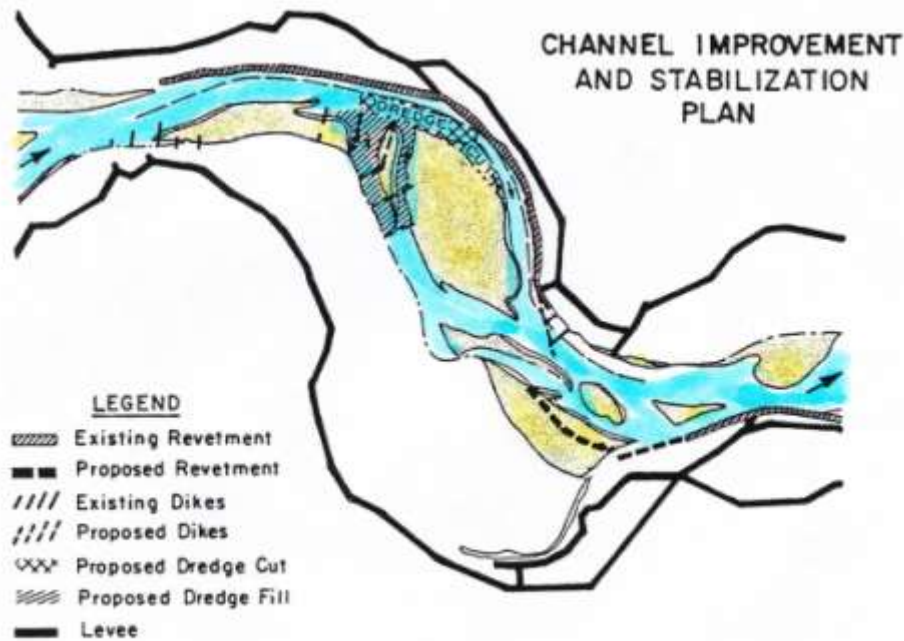 CHANNEL IMPROVEMENT
AND STABILIZATION
PLAN
DREDGE
LEGEND
Existing Revetment
Proposed Revetment
Existing Dikes
Proposed Dikes
Proposed Dredge Cut
Proposed Dredge Fill
Levee